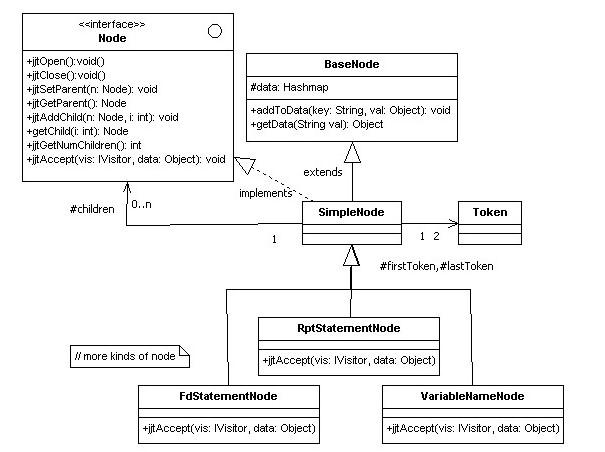 <<interface>>
Node
+jjtOpen():void()
+jjtClose():void()
+jjtSetParent(n: Node): void
+jjtGetParent(): Node
+jjtAddChild(n: Node, i: int): void
+getChild(i: int): Node
+jjtGetNumChildren(): int
+jjtAccept(vis: IVisitor, data: Object): void
BaseNode
#data: Hashmap
+addToData(key: String, val: Object): void
+getData(String val): Object
extends
implements
#children
0..n
1
SimpleNode
1 2
Token
#firstToken,#lastToken
RptStatementNode
+jjtAccept(vis: IVisitor, data: Object)
// more kinds of node
FdStatementNode
+jjtAccept(vis: IVisitor, data: Object)
VariableNameNode
+jjtAccept(vis: IVisitor, data: Object)